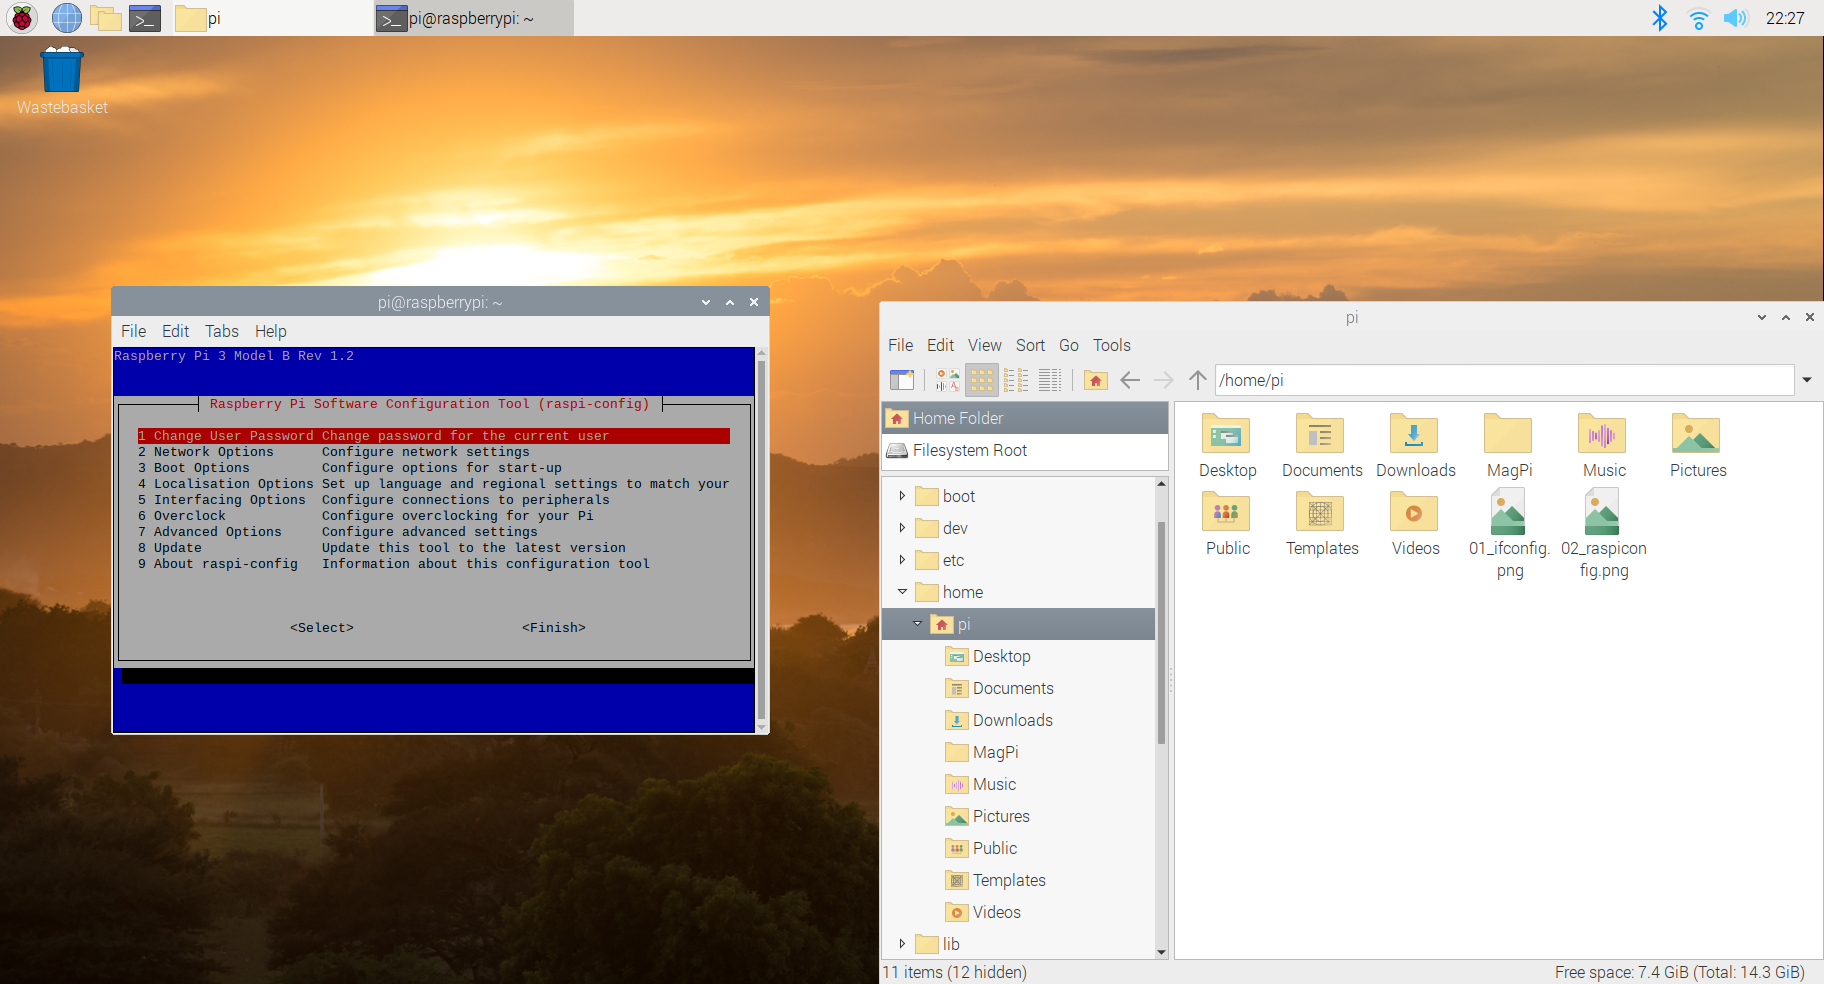 pi
pi@raspberrypi: ~
22:27
Wastebasket
pi@raspberrypi: ~
File Edit Tabs Help
Raspberry Pi 3 Model B Rev 1.2
Raspberry Pi Software Configuration Tool (raspi-config)
1 Change User Password Change password for the current user
2 Network Options Configure network settings
3 Boot Options Configure options for start-up
4 Localisation Options Set up language and regional settings to match your
5 Interfacing Options Configure connections to peripherals
6 Overclock Configure overclocking for your Pi
7 Advanced Options Configure advanced settings
8 Update Update this tool to the latest version
9 About raspi-config Information about this configuration tool
<Select> <Finish>
pi
File Edit View Sort Go Tools
/home/pi
Home Folder
Filesystem Root
boot
dev
etc
home
pi
Desktop
Documents
Downloads
MagPi
Music
Pictures
Public
Templates
Videos
lib
Desktop Documents Downloads MagPi Music Pictures
Public Templates Videos 01_ifconfig. 02_raspicon
png fig.png
11 items (12 hidden)
Free space: 7.4 GiB (Total: 14.3 GiB)